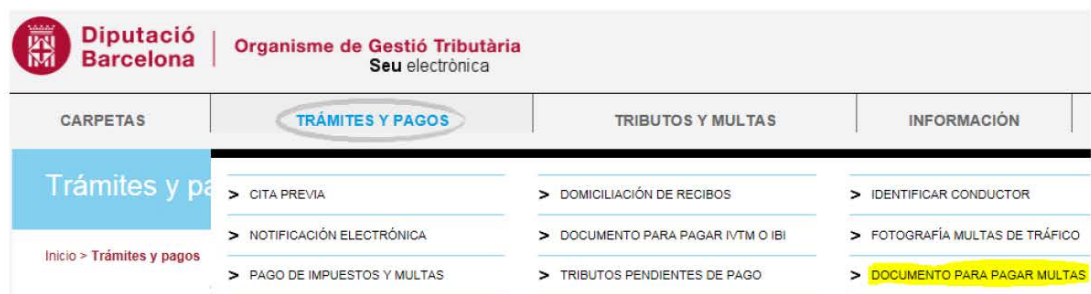 Diputació
Barcelona
Organisme de Gestió Tributària
Seu electrònica
CARPETAS
TRÁMITES Y PAGOS
TRIBUTOS Y MULTAS
INFORMACIÓN
Trámites y pa
> CITA PREVIA
> DOMICILIACIÓN DE RECIBOS
> IDENTIFICAR CONDUCTOR
> NOTIFICACIÓN ELECTRÓNICA
> DOCUMENTO PARA PAGAR IVTM O IBI
> FOTOGRAFÍA MULTAS DE TRÁFICO
Inicio > Trámites y pagos
> PAGO DE IMPUESTOS Y MULTAS
> TRIBUTOS PENDIENTES DE PAGO
> DOCUMENTO PARA PAGAR MULTAS